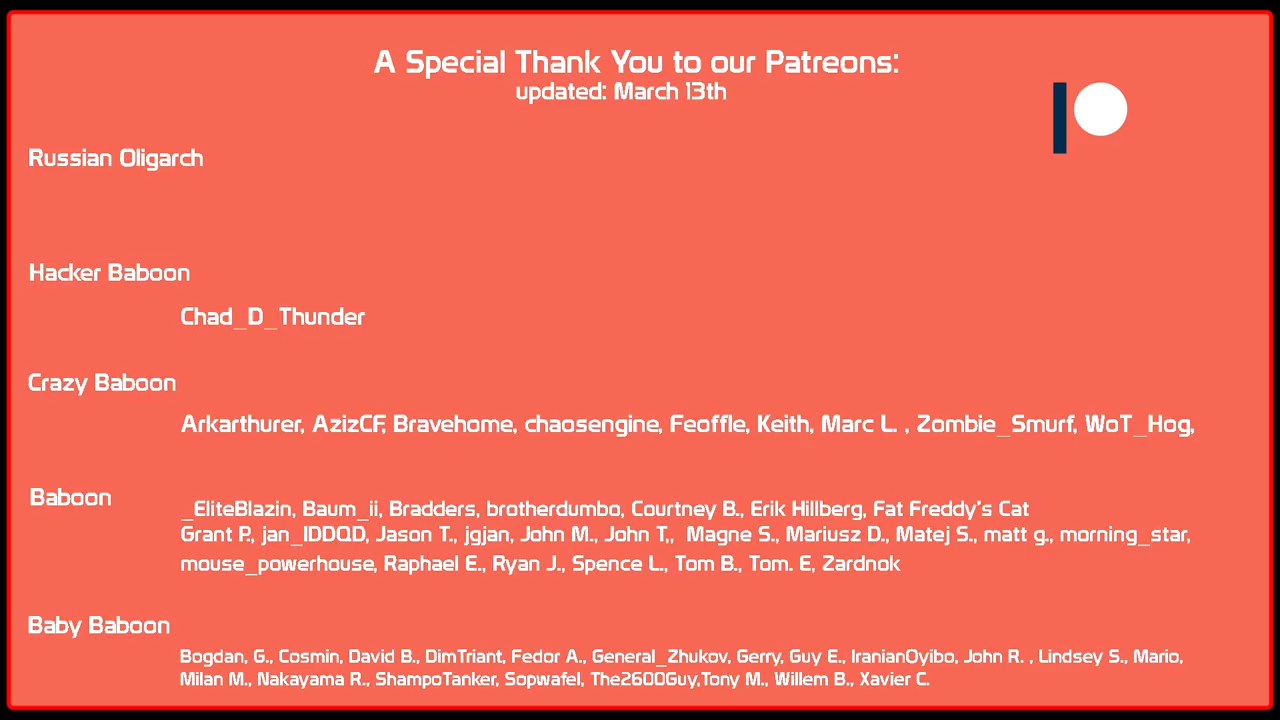 A Special Thank You to our Patreons:
updated: March 13th
Russian Oligarch
Hacker Baboon
Chad_D_Thunder
Crazy Baboon
Arkarthurer, AzizCF, Bravehome, chaosengine, Feoffle, Keith, Marc L. , Zombie_Smurf, WoT_Hog,
Baboon
_EliteBlazin, Baum_ii, Bradders, brotherdumbo, Courtney B., Erik Hillberg, Fat Freddy's Cat
Grant P., jan_IDDQD, Jason T., jgjan, John M., John T,, Magne S., Mariusz D., Matej S., matt g., morning_star,
mouse_powerhouse, Raphael E., Ryan J., Spence L., Tom B., Tom. E, Zardnok
Baby Baboon
Bogdan, G., Cosmin, David B., DimTriant, Fedor A., General_Zhukov, Gerry, Guy E., IranianOyibo, John R. , Lindsey S., Mario,
Milan M., Nakayama R., ShampoTanker, Sopwafel, The2600Guy,Tony M., Willem B., Xavier C.